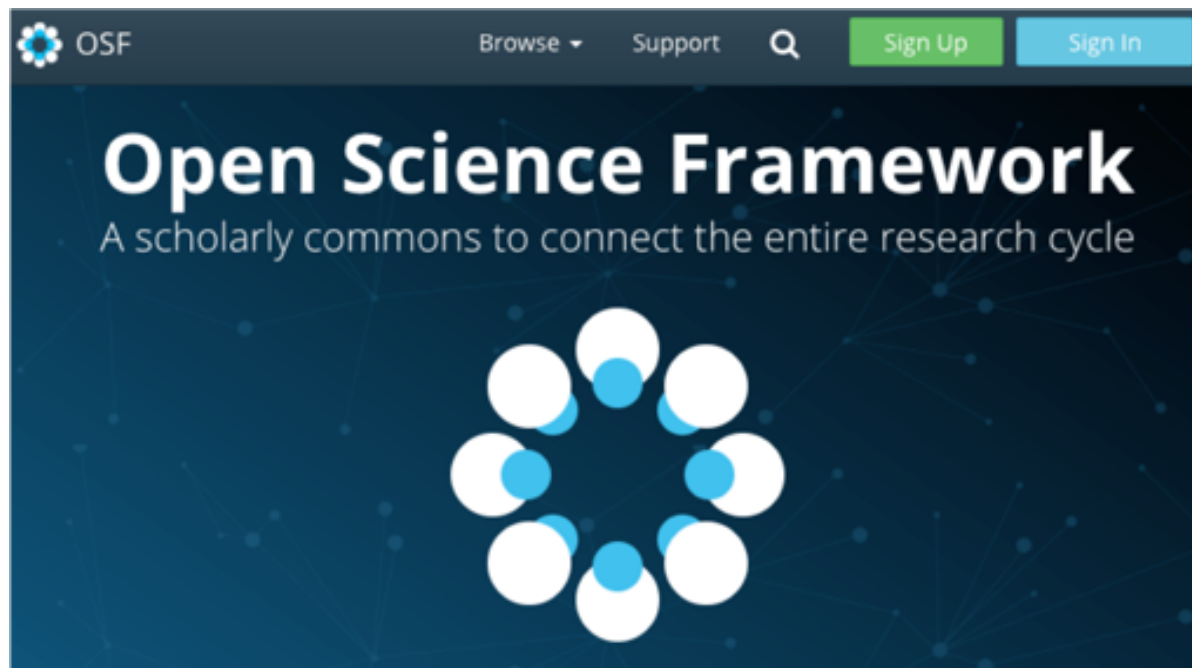 OSF Browse Support Sign Up Sign In
Open Science Framework
A scholarly commons to connect the entire research cycle